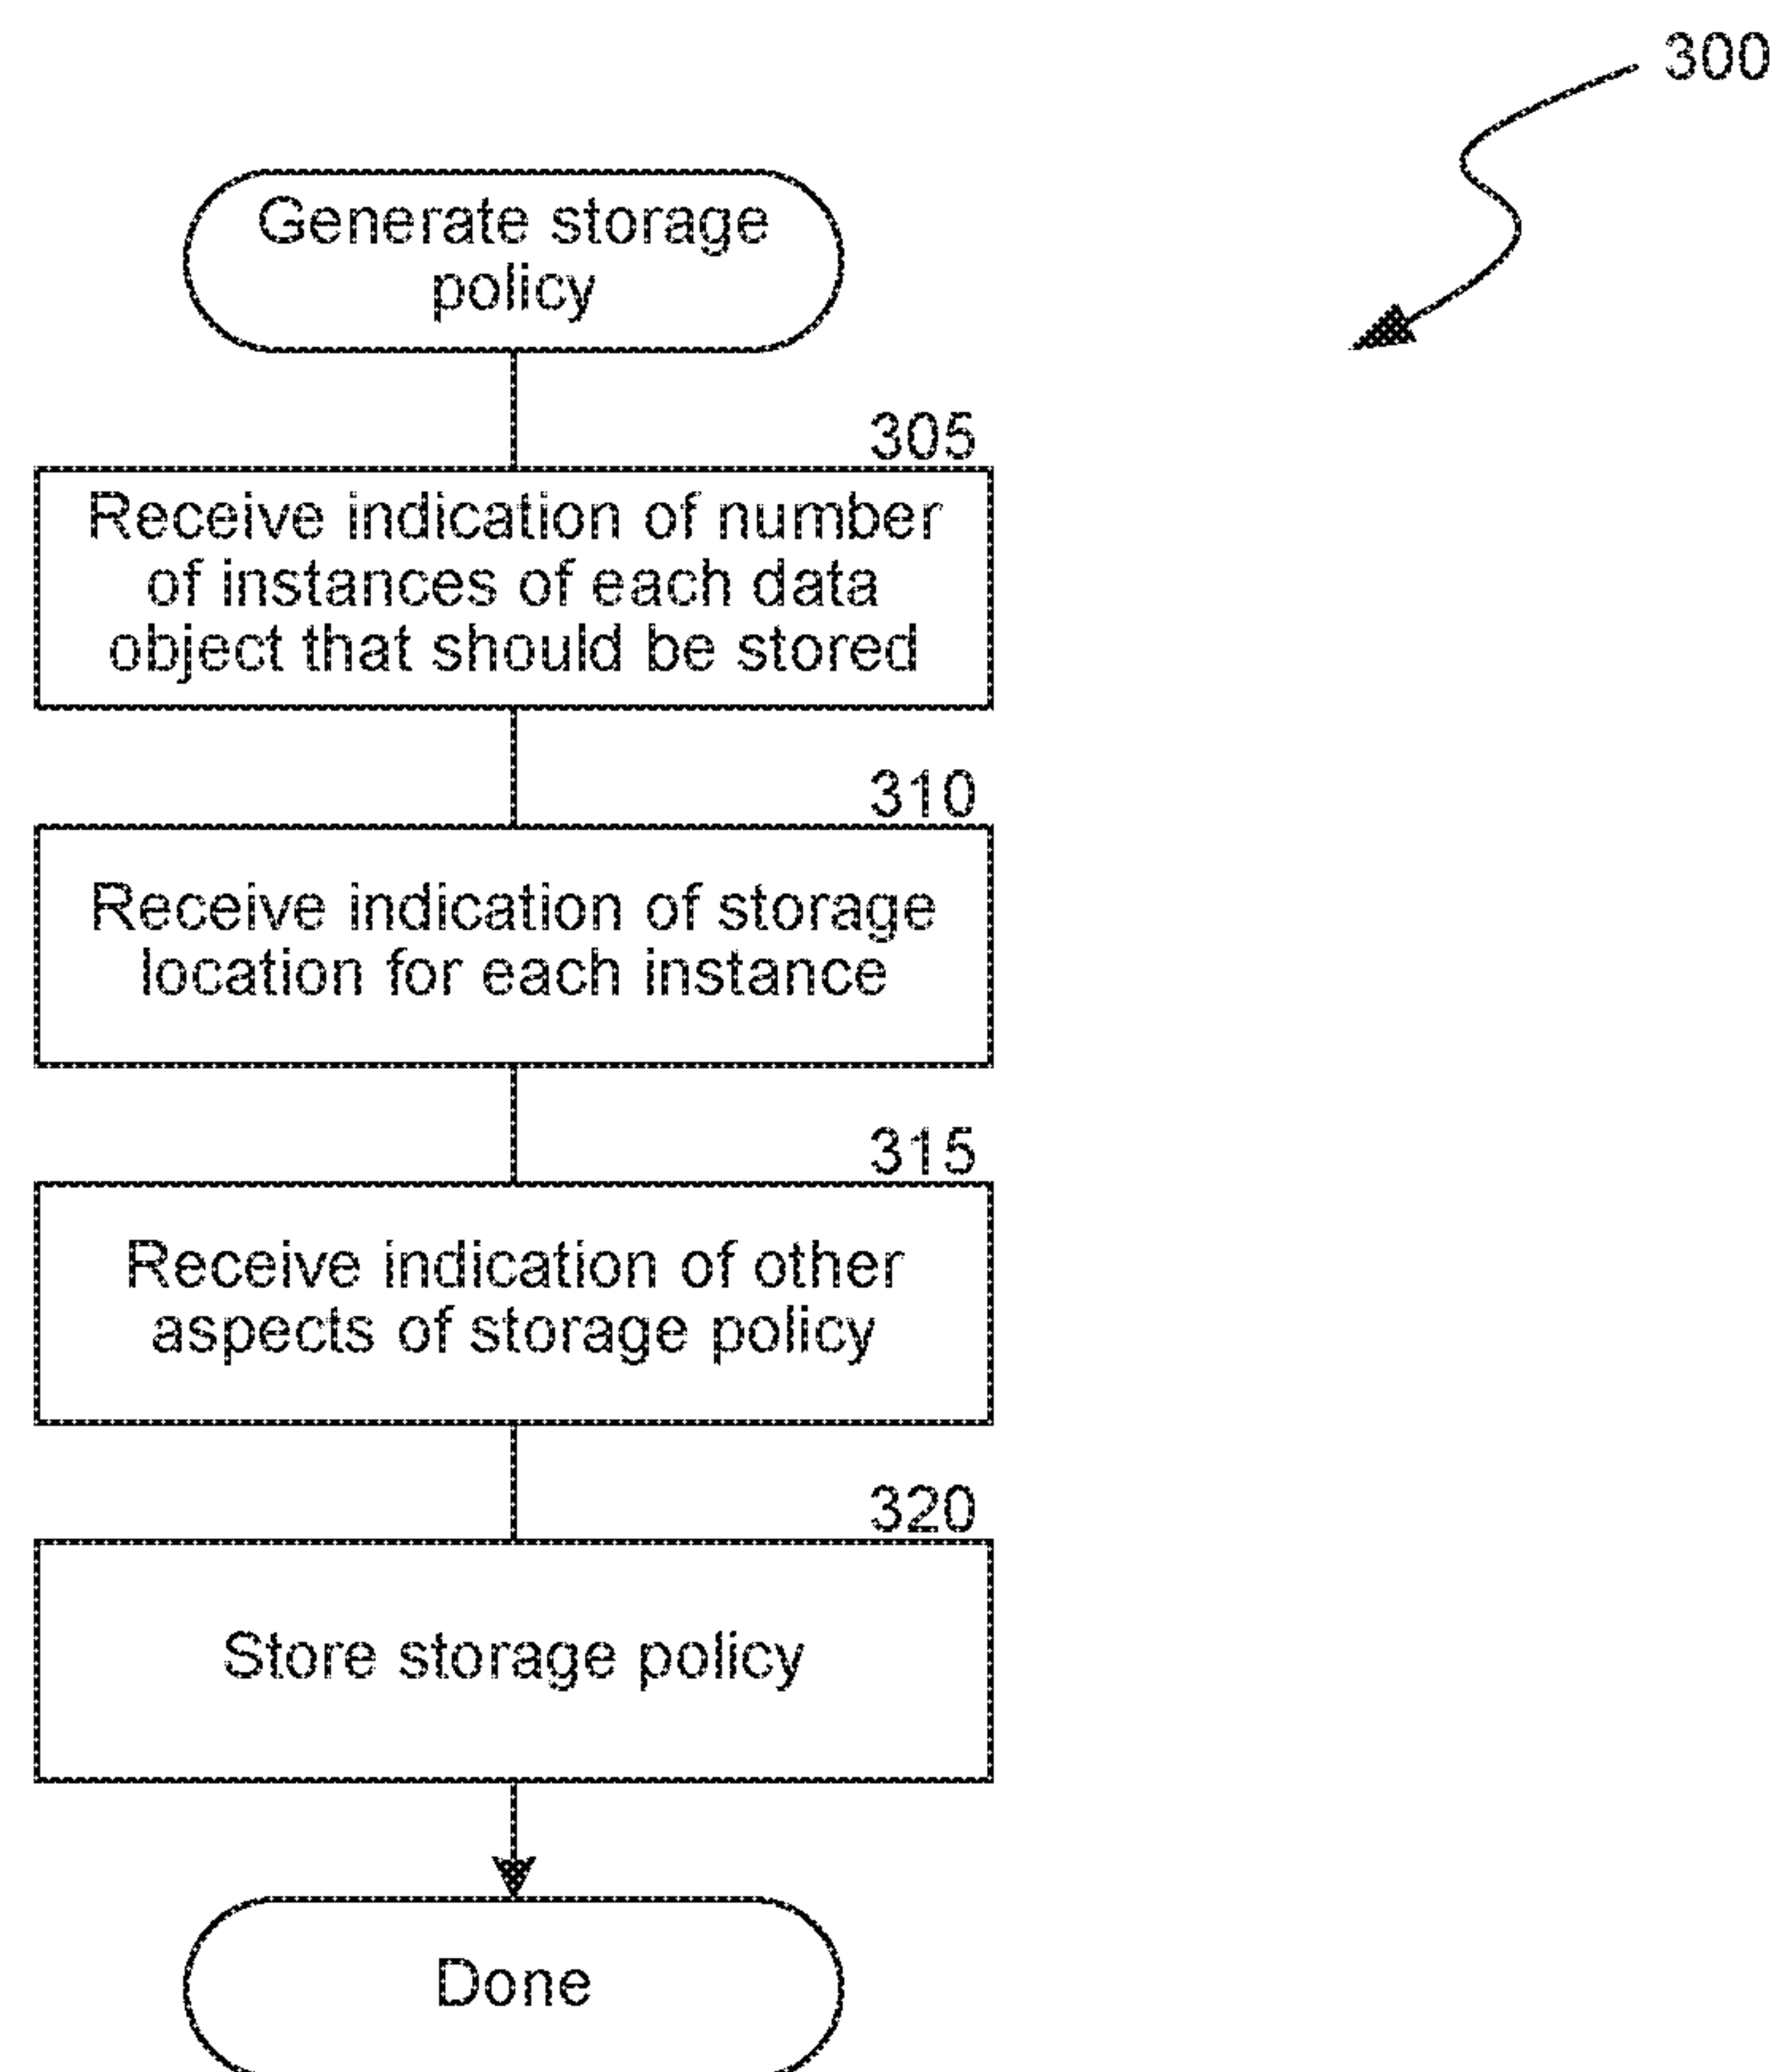 300
Generate storage
policy
305
Receive indication of number
of instances of each data
object that should be stored
310
Receive indication of storage
location for each instance
315
Receive indication of other
aspects of storage policy
320
Store storage policy
Done